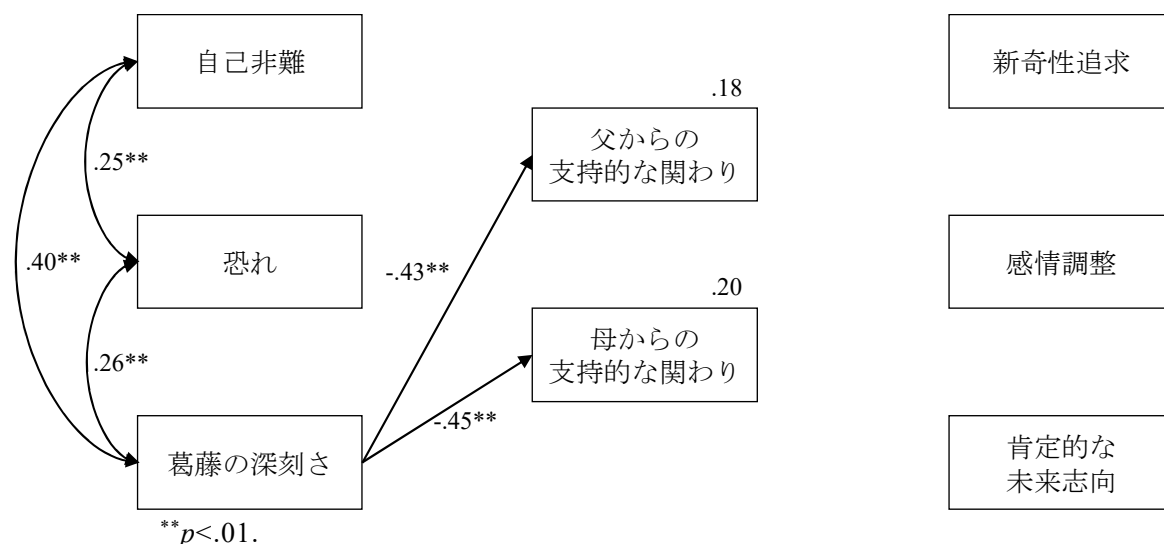 自己非難
新奇性追求
.18
父からの
支持的な関わり
.25**
.40**
恐れ
-.43**
感情調整
.20
母からの
支持的な関わり
.26**
-.45**
葛藤の深刻さ
肯定的な
未来志向
**p<.01.